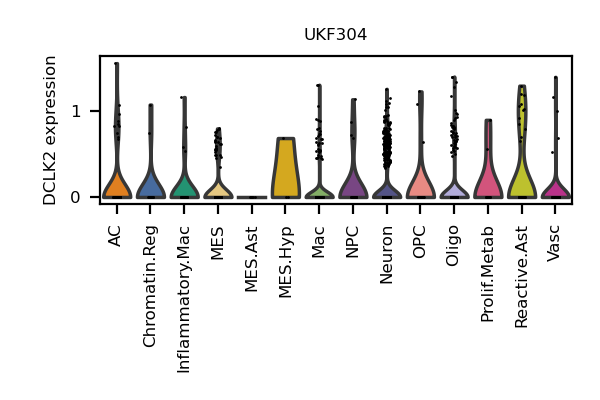 UKF304
DCLK2 expression
1
0
AC
Chromatin.Reg
Inflammatory.Mac
MES
MES.Ast
MES.Hyp
Mac
NPC
Neuron
OPC
Oligo
Prolif.Metab
Reactive.Ast
Vasc